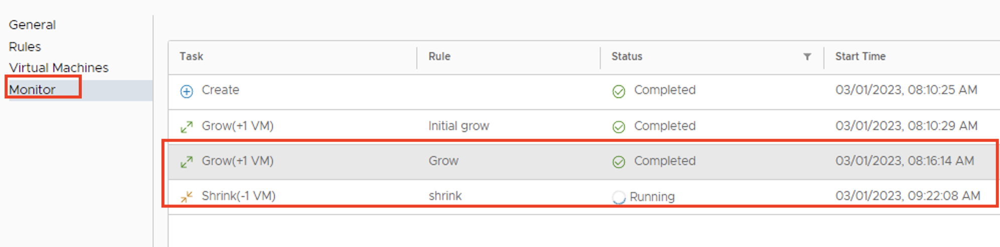 General
Rules
Virtual Machines
Monitor
Task Rule Status Start Time
Create Completed 03/01/2023, 08:10:25 AM
Grow(+1 VM) Initial grow Completed 03/01/2023, 08:10:29 AM
Grow(+1 VM) Grow Completed 03/01/2023, 08:16:14 AM
Shrink(-1 VM) shrink Running 03/01/2023, 09:22:08 AM